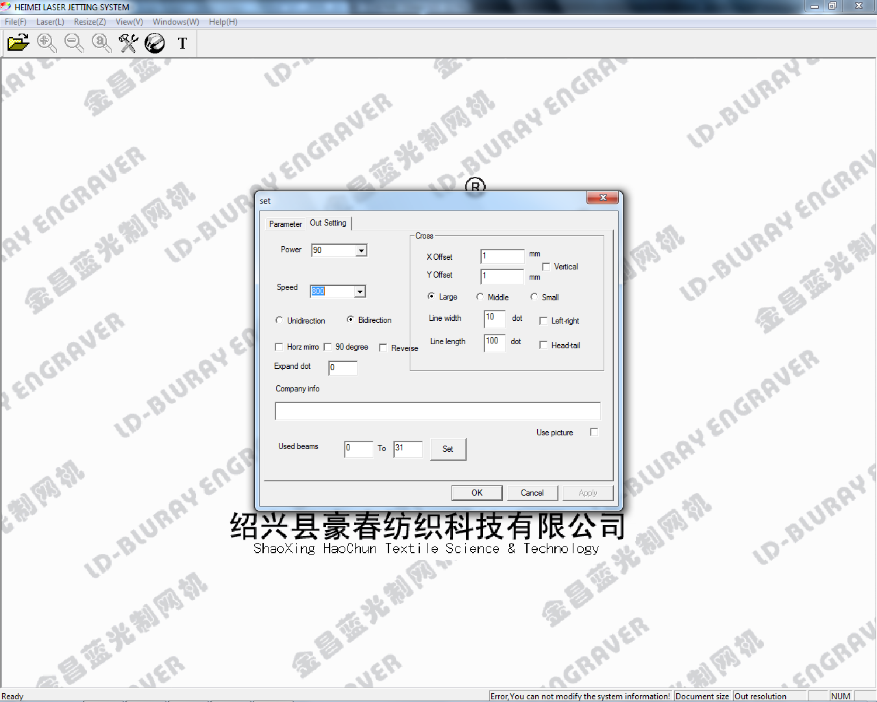 HEIMEI LASER JETTING SYSTEM
File(F) Laser(L) Resize(Z) View(V) Windows(W) Help(H)
T
LD-BLURAY ENGRAVER
金昌蓝光制网机
®
set
Parameter Out Setting
Power 90
Speed 800
Unidirection Bidirection
Horz mirro 90 degree Reverse
Expand dot 0
Cross
X Offset 1 mm
Y Offset 1 mm
Vertical
Large Middle Small
Line width 10 dot Left-right
Line length 100 dot Head-tail
Company info
Use picture
Used beams 0 To 31 Set
OK Cancel Apply
绍兴县豪春纺织科技有限公司
ShaoXing HaoChun Textile Science & Technology
Ready Error,You can not modify the system information! Document size Out resolution NUM